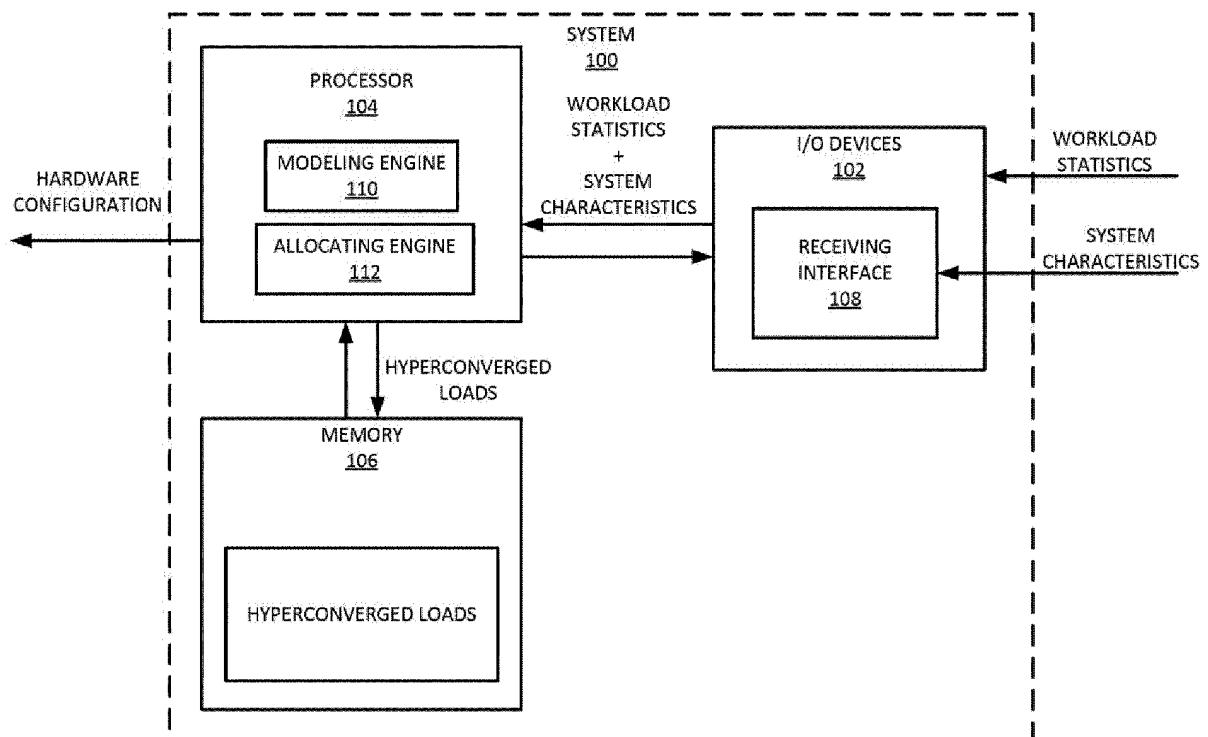 SYSTEM
100
PROCESSOR
104
MODELING ENGINE
110
ALLOCATING ENGINE
112
HARDWARE
CONFIGURATION
WORKLOAD
STATISTICS
+
SYSTEM
CHARACTERISTICS
I/O DEVICES
102
RECEIVING
INTERFACE
108
WORKLOAD
STATISTICS
SYSTEM
CHARACTERISTICS
HYPERCONVERGED
LOADS
MEMORY
106
HYPERCONVERGED LOADS